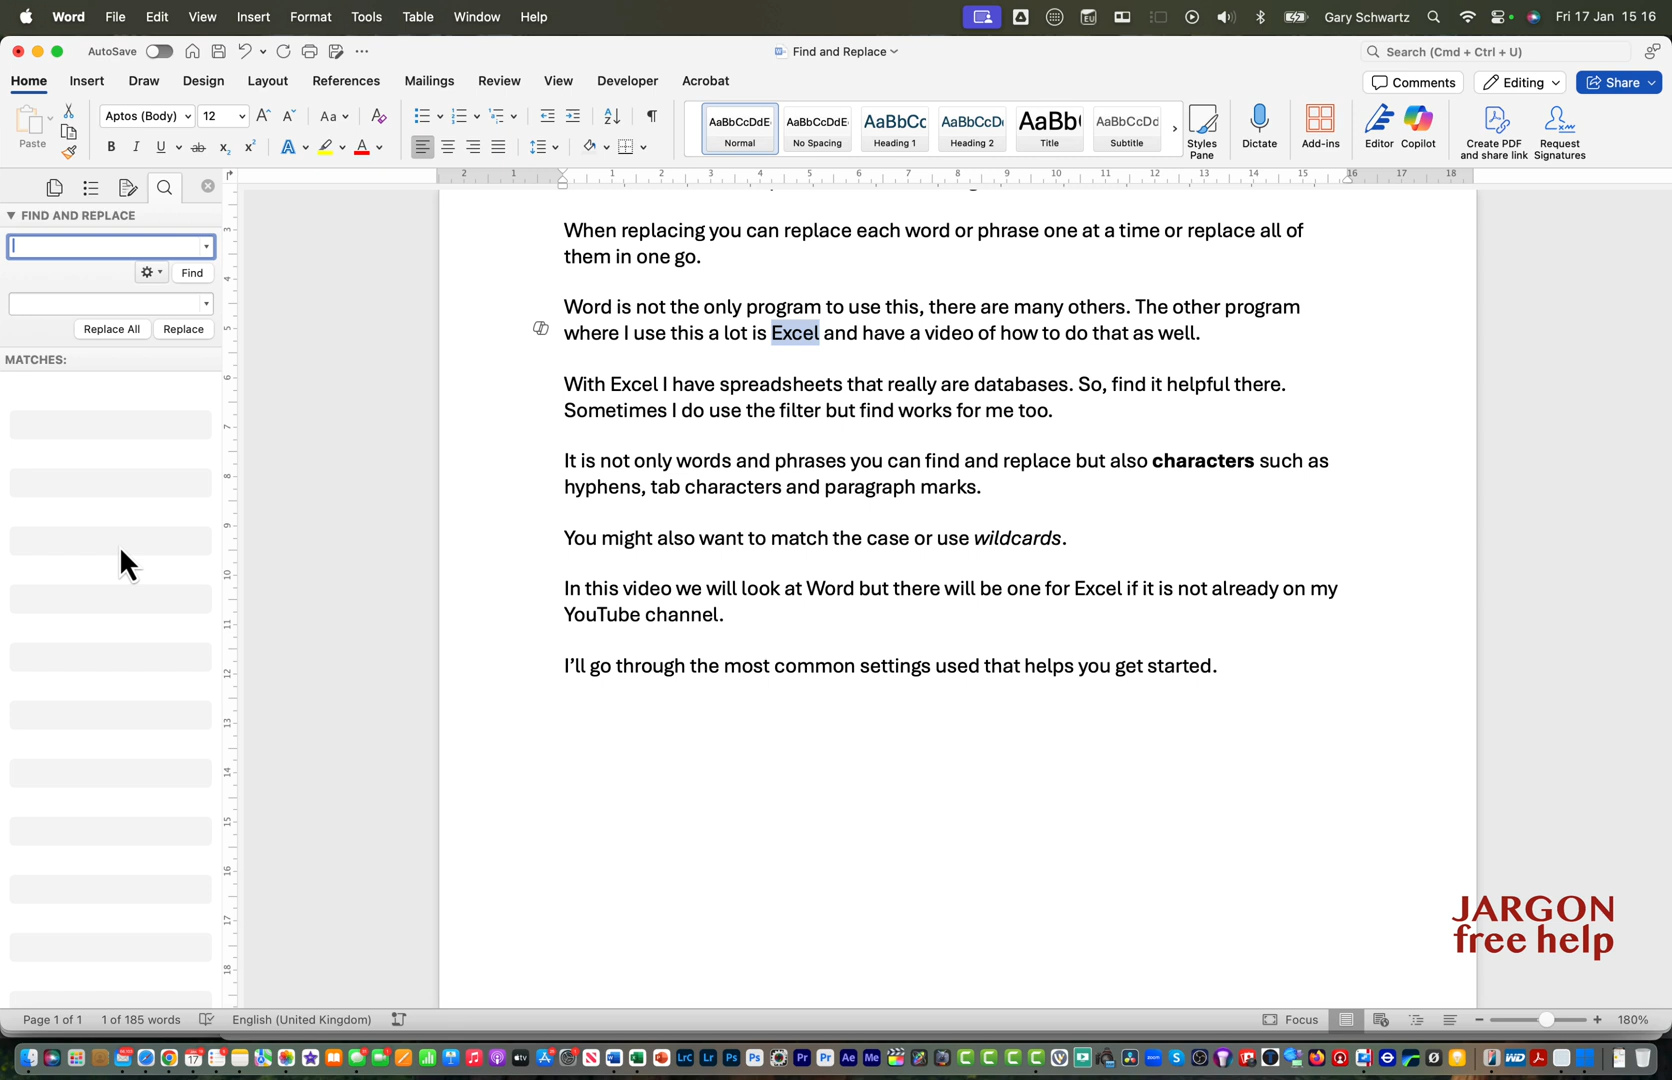 Word File Edit View Insert Format Tools Table Window Help
Gary Schwartz Fri 17 Jan 15 16
AutoSave
Find and Replace
Search (Cmd + Ctrl + U)
Home Insert Draw Design Layout References Mailings Review View Developer Acrobat
Comments Editing Share
Paste
Aptos (Body) 12
AaBbCcDdE AaBbCcDdE AaBbCc AaBbCcDc AaBb( AaBbCcDd
Normal No Spacing Heading 1 Heading 2 Title Subtitle
Styles Pane
Dictate
Add-ins
Editor Copilot
Create PDF and share link
Request Signatures
FIND AND REPLACE
Find
Replace All Replace
MATCHES:
When replacing you can replace each word or phrase one at a time or replace all of
them in one go.
Word is not the only program to use this, there are many others. The other program
where I use this a lot is Excel and have a video of how to do that as well.
With Excel I have spreadsheets that really are databases. So, find it helpful there.
Sometimes I do use the filter but find works for me too.
It is not only words and phrases you can find and replace but also characters such as
hyphens, tab characters and paragraph marks.
You might also want to match the case or use wildcards.
In this video we will look at Word but there will be one for Excel if it is not already on my
YouTube channel.
I’ll go through the most common settings used that helps you get started.
JARGON
free help
Page 1 of 1 1 of 185 words English (United Kingdom) Focus 180%